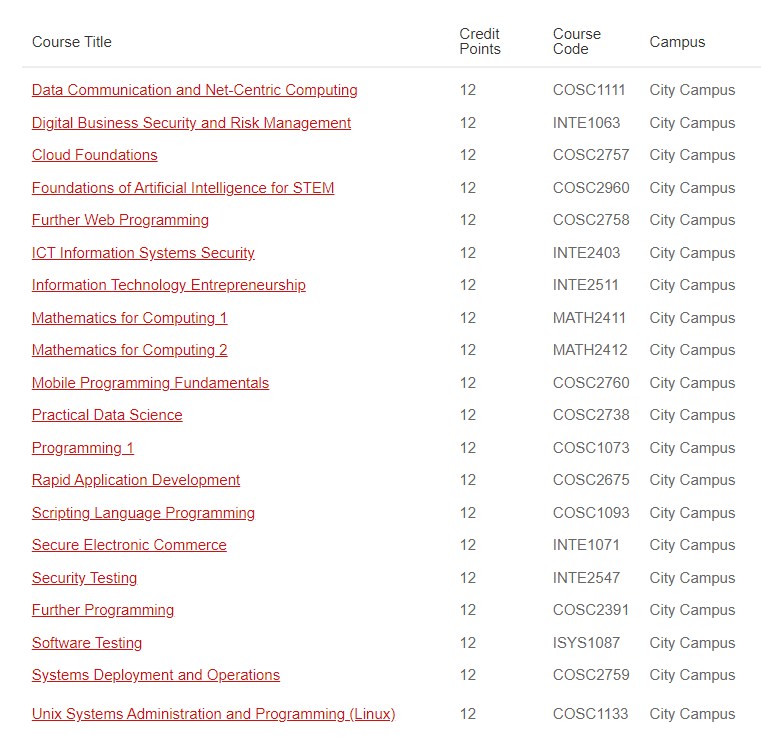 Course Title Credit Points Course Code Campus
Data Communication and Net-Centric Computing 12 COSC1111 City Campus
Digital Business Security and Risk Management 12 INTE1063 City Campus
Cloud Foundations 12 COSC2757 City Campus
Foundations of Artificial Intelligence for STEM 12 COSC2960 City Campus
Further Web Programming 12 COSC2758 City Campus
ICT Information Systems Security 12 INTE2403 City Campus
Information Technology Entrepreneurship 12 INTE2511 City Campus
Mathematics for Computing 1 12 MATH2411 City Campus
Mathematics for Computing 2 12 MATH2412 City Campus
Mobile Programming Fundamentals 12 COSC2760 City Campus
Practical Data Science 12 COSC2738 City Campus
Programming 1 12 COSC1073 City Campus
Rapid Application Development 12 COSC2675 City Campus
Scripting Language Programming 12 COSC1093 City Campus
Secure Electronic Commerce 12 INTE1071 City Campus
Security Testing 12 INTE2547 City Campus
Further Programming 12 COSC2391 City Campus
Software Testing 12 ISYS1087 City Campus
Systems Deployment and Operations 12 COSC2759 City Campus
Unix Systems Administration and Programming (Linux) 12 COSC1133 City Campus